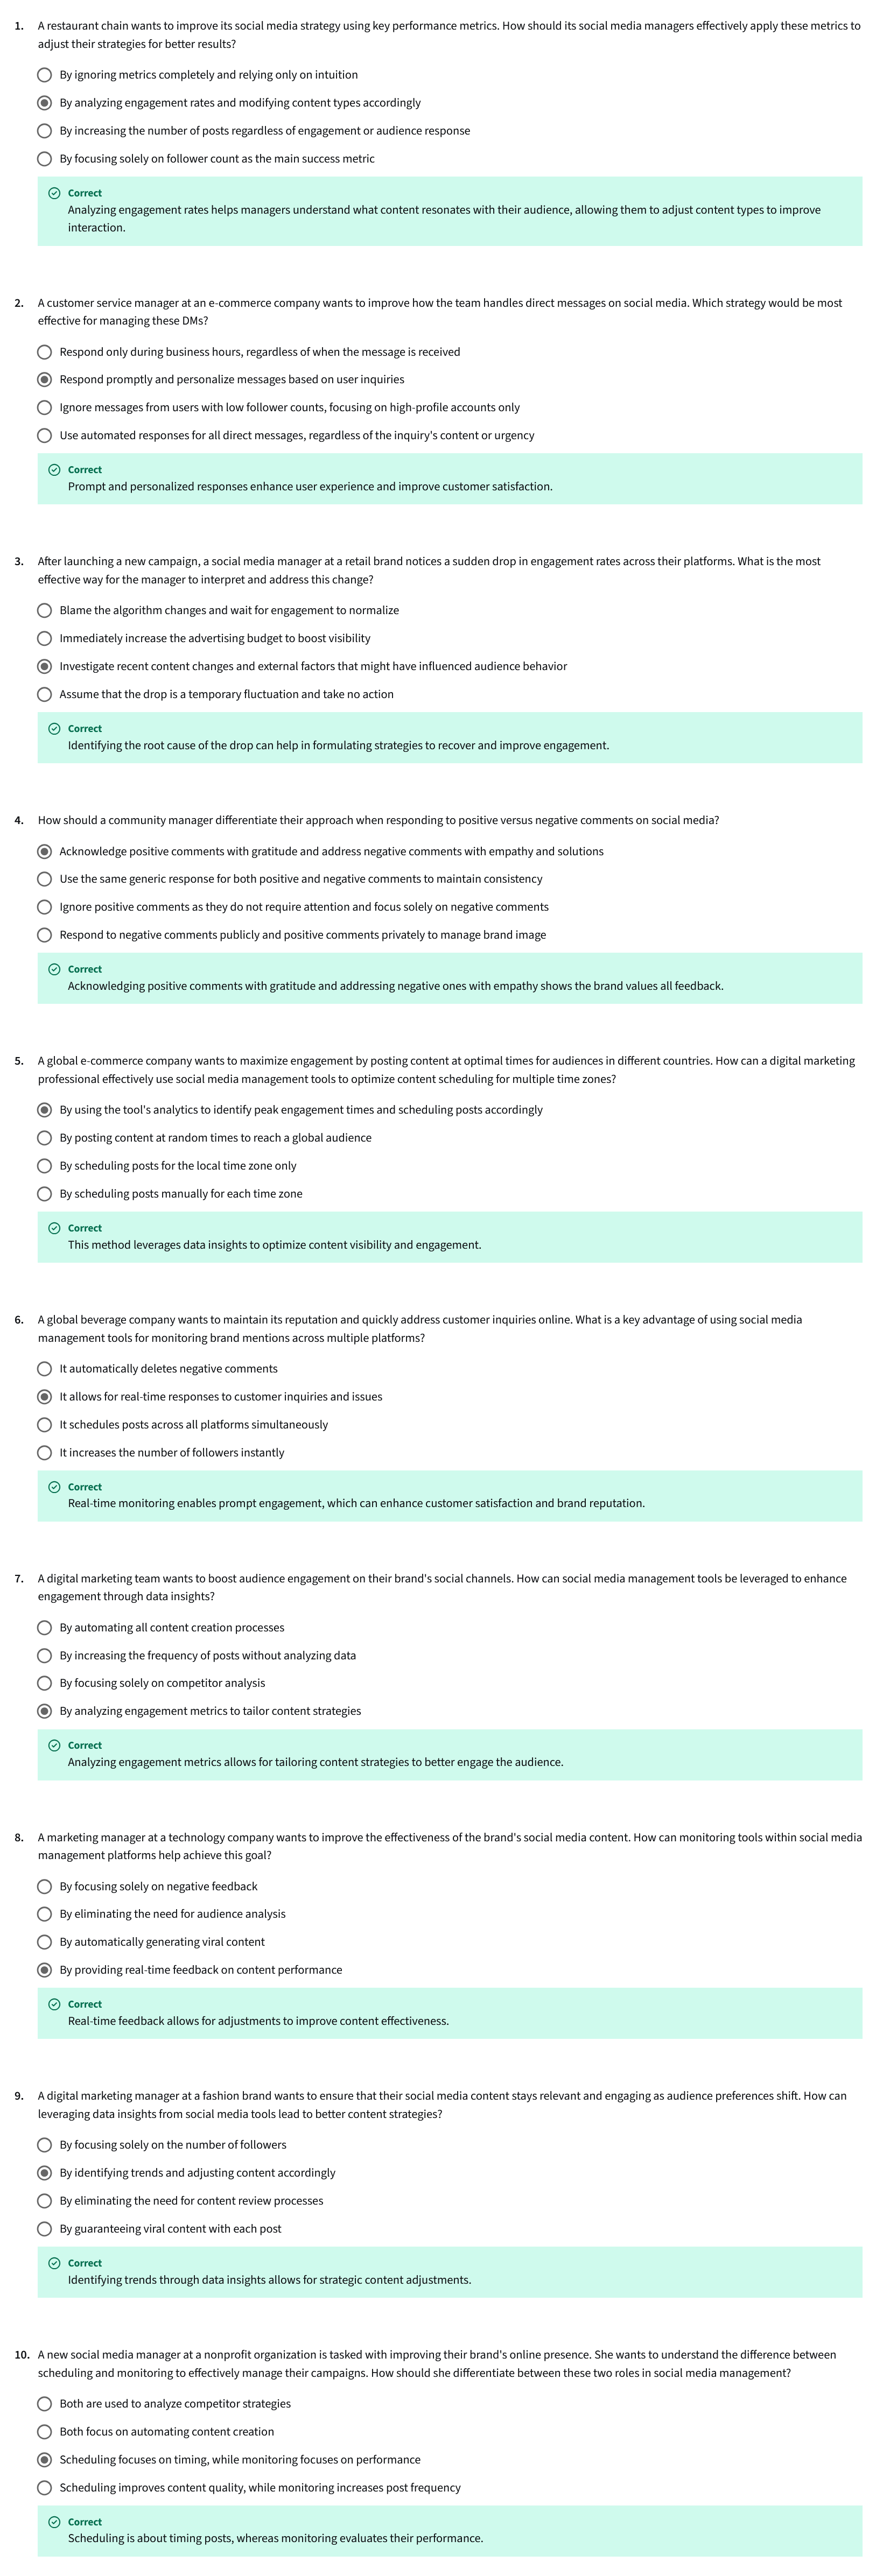 1. A restaurant chain wants to improve its social media strategy using key performance metrics. How should its social media managers effectively apply these metrics to
adjust their strategies for better results?
By ignoring metrics completely and relying only on intuition
By analyzing engagement rates and modifying content types accordingly
By increasing the number of posts regardless of engagement or audience response
By focusing solely on follower count as the main success metric
Correct
Analyzing engagement rates helps managers understand what content resonates with their audience, allowing them to adjust content types to improve
interaction.
2. A customer service manager at an e-commerce company wants to improve how the team handles direct messages on social media. Which strategy would be most
effective for managing these DMs?
Respond only during business hours, regardless of when the message is received
Respond promptly and personalize messages based on user inquiries
Ignore messages from users with low follower counts, focusing on high-profile accounts only
Use automated responses for all direct messages, regardless of the inquiry's content or urgency
Correct
Prompt and personalized responses enhance user experience and improve customer satisfaction.
3. After launching a new campaign, a social media manager at a retail brand notices a sudden drop in engagement rates across their platforms. What is the most
effective way for the manager to interpret and address this change?
Blame the algorithm changes and wait for engagement to normalize
Immediately increase the advertising budget to boost visibility
Investigate recent content changes and external factors that might have influenced audience behavior
Assume that the drop is a temporary fluctuation and take no action
Correct
Identifying the root cause of the drop can help in formulating strategies to recover and improve engagement.
4. How should a community manager differentiate their approach when responding to positive versus negative comments on social media?
Acknowledge positive comments with gratitude and address negative comments with empathy and solutions
Use the same generic response for both positive and negative comments to maintain consistency
Ignore positive comments as they do not require attention and focus solely on negative comments
Respond to negative comments publicly and positive comments privately to manage brand image
Correct
Acknowledging positive comments with gratitude and addressing negative ones with empathy shows the brand values all feedback.
5. A global e-commerce company wants to maximize engagement by posting content at optimal times for audiences in different countries. How can a digital marketing
professional effectively use social media management tools to optimize content scheduling for multiple time zones?
By using the tool's analytics to identify peak engagement times and scheduling posts accordingly
By posting content at random times to reach a global audience
By scheduling posts for the local time zone only
By scheduling posts manually for each time zone
Correct
This method leverages data insights to optimize content visibility and engagement.
6. A global beverage company wants to maintain its reputation and quickly address customer inquiries online. What is a key advantage of using social media
management tools for monitoring brand mentions across multiple platforms?
It automatically deletes negative comments
It allows for real-time responses to customer inquiries and issues
It schedules posts across all platforms simultaneously
It increases the number of followers instantly
Correct
Real-time monitoring enables prompt engagement, which can enhance customer satisfaction and brand reputation.
7. A digital marketing team wants to boost audience engagement on their brand's social channels. How can social media management tools be leveraged to enhance
engagement through data insights?
By automating all content creation processes
By increasing the frequency of posts without analyzing data
By focusing solely on competitor analysis
By analyzing engagement metrics to tailor content strategies
Correct
Analyzing engagement metrics allows for tailoring content strategies to better engage the audience.
8. A marketing manager at a technology company wants to improve the effectiveness of the brand's social media content. How can monitoring tools within social media
management platforms help achieve this goal?
By focusing solely on negative feedback
By eliminating the need for audience analysis
By automatically generating viral content
By providing real-time feedback on content performance
Correct
Real-time feedback allows for adjustments to improve content effectiveness.
9. A digital marketing manager at a fashion brand wants to ensure that their social media content stays relevant and engaging as audience preferences shift. How can
leveraging data insights from social media tools lead to better content strategies?
By focusing solely on the number of followers
By identifying trends and adjusting content accordingly
By eliminating the need for content review processes
By guaranteeing viral content with each post
Correct
Identifying trends through data insights allows for strategic content adjustments.
10. A new social media manager at a nonprofit organization is tasked with improving their brand's online presence. She wants to understand the difference between
scheduling and monitoring to effectively manage their campaigns. How should she differentiate between these two roles in social media management?
Both are used to analyze competitor strategies
Both focus on automating content creation
Scheduling focuses on timing, while monitoring focuses on performance
Scheduling improves content quality, while monitoring increases post frequency
Correct
Scheduling is about timing posts, whereas monitoring evaluates their performance.